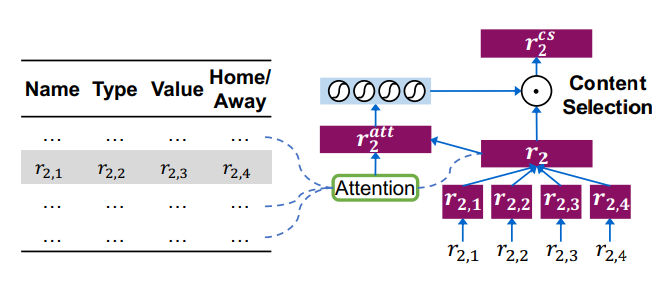 Name Type Value Home/
Away
... ... ... ...
r2,1 r2,2 r2,3 r2,4
... ... ... ...
... ... ... ...
r2cs
Content
Selection
r2att
r2
Attention
r2,1 r2,2 r2,3 r2,4
r2,1 r2,2 r2,3 r2,4